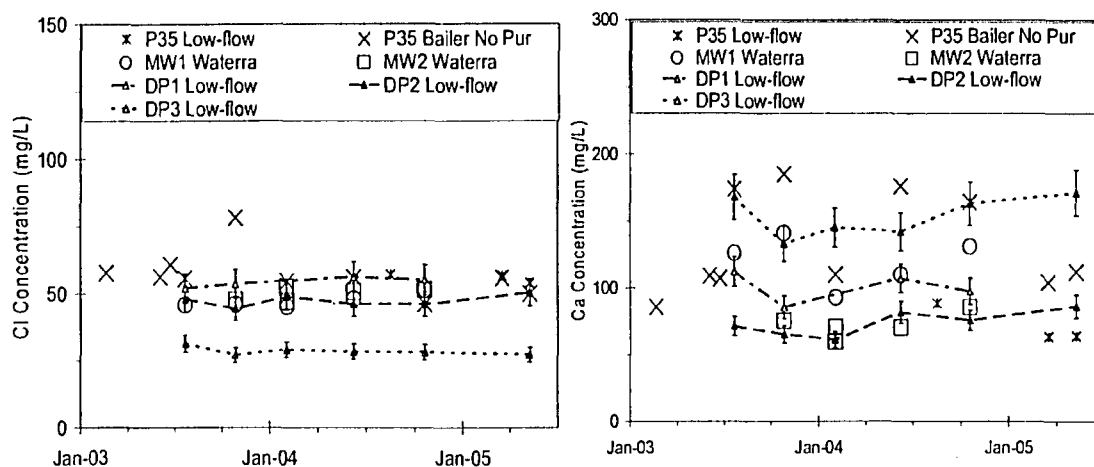 150
P35 Low-flow P35 Bailer No Pur
MW1 Waterra MW2 Waterra
DP1 Low-flow DP2 Low-flow
DP3 Low-flow
100
50
0
Cl Concentration (mg/L)
Jan-03 Jan-04 Jan-05
300
P35 Low-flow P35 Bailer No Pur
MW1 Waterra MW2 Waterra
DP1 Low-flow DP2 Low-flow
DP3 Low-flow
200
100
0
Ca Concentration (mg/L)
Jan-03 Jan-04 Jan-05